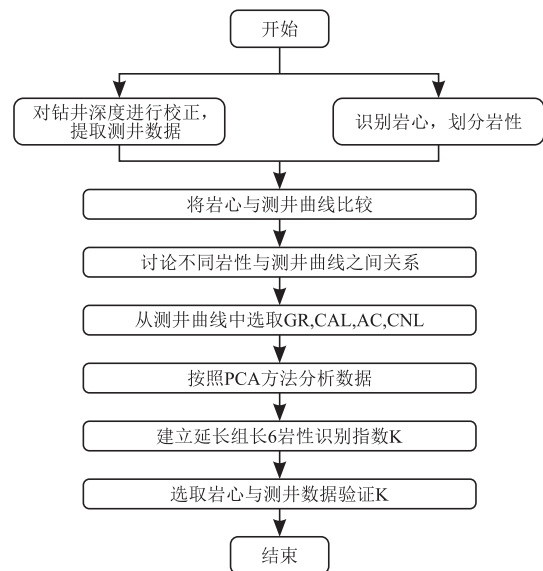 开始
对钻井深度进行校正，
提取测井数据
识别岩心，划分岩性
将岩心与测井曲线比较
讨论不同岩性与测井曲线之间关系
从测井曲线中选取GR,CAL,AC,CNL
按照PCA方法分析数据
建立延长组长6岩性识别指数K
选取岩心与测井数据验证K
结束